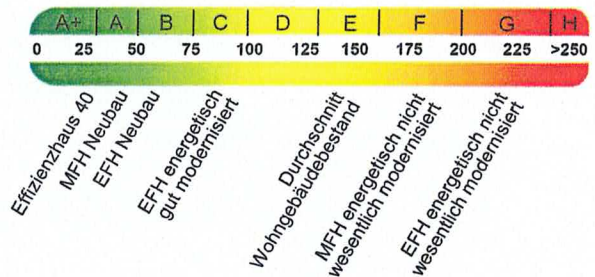 A+ A B C D E F G H
0 25 50 75 100 125 150 175 200 225 >250
Effizienzhaus 40
MFH Neubau
EFH Neubau
EFH energetisch
gut modernisiert
Durchschnitt
Wohngebäudebestand
MFH energetisch nicht
wesentlich modernisiert
EFH energetisch nicht
wesentlich modernisiert